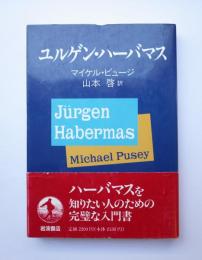 ユルゲン・ハーバマス
マイケル・ピュージ
山本 啓 訳
Jürgen
Habermas
Michael Pusey
ハーバマスを
知りたい人のための
完璧な入門書
岩波書店